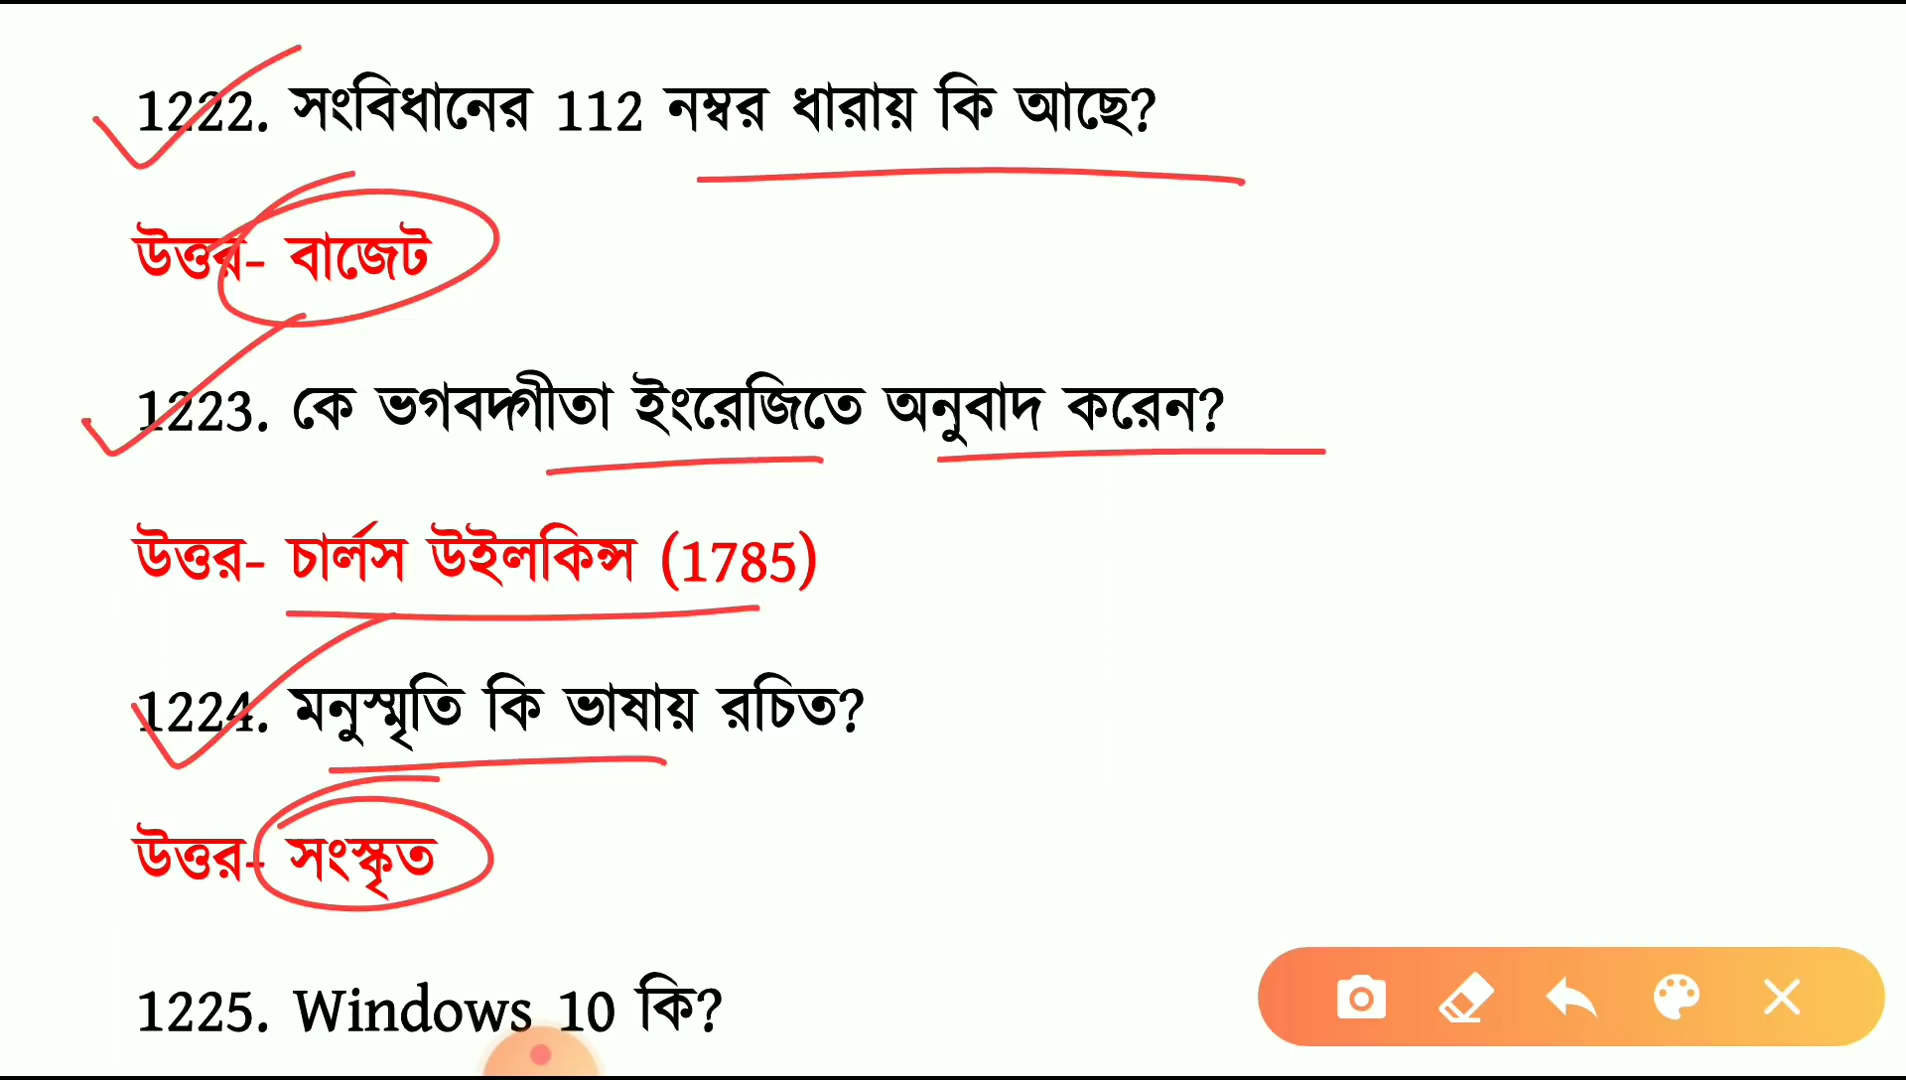 1222. সংবিধানের 112 নম্বর ধারায় কি আছে?
উত্তর- বাজেট
1223. কে ভগবদ্গীতা ইংরেজিতে অনুবাদ করেন?
উত্তর- চার্লস উইলকিন্স (1785)
1224. মনুস্মৃতি কি ভাষায় রচিত?
উত্তর- সংস্কৃত
1225. Windows 10 কি?